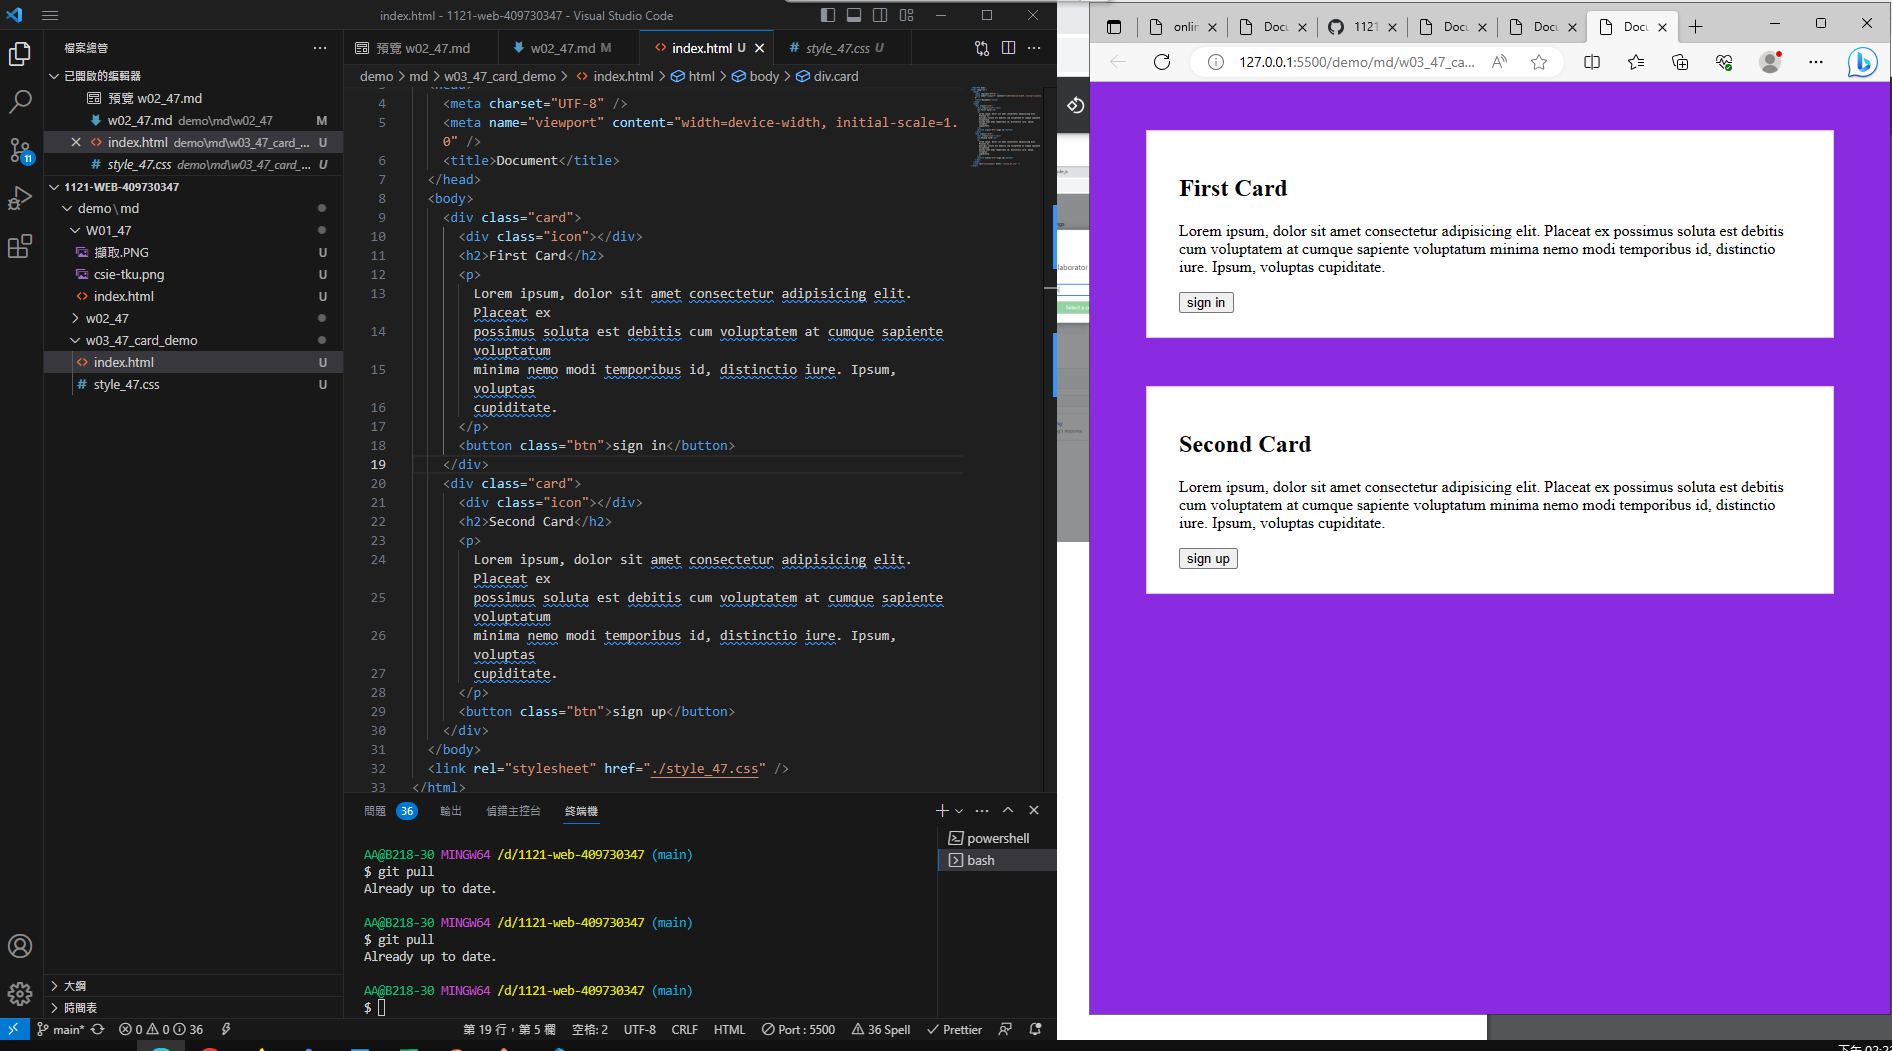 index.html - 1121-web-409730347 - Visual Studio Code
檔案總管
已開啟的編輯器
預覽 w02_47.md
w02_47.md demo\md\w02_47 M
index.html demo\md\w03_47_card_... U
style_47.css demo\md\w03_47_card_... U
1121-WEB-409730347
demo\md
W01_47
擷取.PNG U
csie-tku.png U
index.html U
w02_47
w03_47_card_demo
index.html U
style_47.css U
大綱
時間表
預覽 w02_47.md
w02_47.md M
index.html U
style_47.css U
demo > md > w03_47_card_demo > index.html > html > body > div.card
4 <meta charset="UTF-8" />
5 <meta name="viewport" content="width=device-width, initial-scale=1.
0" />
6 <title>Document</title>
7 </head>
8 <body>
9 <div class="card">
10 <div class="icon"></div>
11 <h2>First Card</h2>
12 <p>
13 Lorem ipsum, dolor sit amet consectetur adipisicing elit.
Placeat ex
14 possimus soluta est debitis cum voluptatem at cumque sapiente
voluptatum
15 minima nemo modi temporibus id, distinctio iure. Ipsum,
voluptas
16 cupiditate.
17 </p>
18 <button class="btn">sign in</button>
19 </div>
20 <div class="card">
21 <div class="icon"></div>
22 <h2>Second Card</h2>
23 <p>
24 Lorem ipsum, dolor sit amet consectetur adipisicing elit.
Placeat ex
25 possimus soluta est debitis cum voluptatem at cumque sapiente
voluptatum
26 minima nemo modi temporibus id, distinctio iure. Ipsum,
voluptas
27 cupiditate.
28 </p>
29 <button class="btn">sign up</button>
30 </div>
31 </body>
32 <link rel="stylesheet" href="./style_47.css" />
33 </html>
問題 36 輸出 偵錯主控台 終端機
powershell
bash
AA@B218-30 MINGW64 /d/1121-web-409730347 (main)
$ git pull
Already up to date.
AA@B218-30 MINGW64 /d/1121-web-409730347 (main)
$ git pull
Already up to date.
AA@B218-30 MINGW64 /d/1121-web-409730347 (main)
$
11
main* 0 0 36 第 19 行，第 5 欄 空格: 2 UTF-8 CRLF HTML Port : 5500 36 Spell Prettier
onlin Docu 1121 Docu Docu Docu
127.0.0.1:5500/demo/md/w03_47_ca...
First Card
Lorem ipsum, dolor sit amet consectetur adipisicing elit. Placeat ex possimus soluta est debitis
cum voluptatem at cumque sapiente voluptatum minima nemo modi temporibus id, distinctio
iure. Ipsum, voluptas cupiditate.
sign in
Second Card
Lorem ipsum, dolor sit amet consectetur adipisicing elit. Placeat ex possimus soluta est debitis
cum voluptatem at cumque sapiente voluptatum minima nemo modi temporibus id, distinctio
iure. Ipsum, voluptas cupiditate.
sign up
laborator